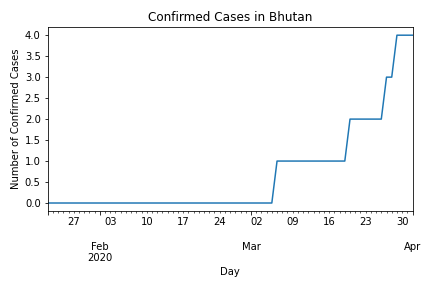 Confirmed Cases in Bhutan
Number of Confirmed Cases
4.0
3.5
3.0
2.5
2.0
1.5
1.0
0.5
0.0
27 03 10 17 24 02 09 16 23 30
Feb Mar Apr
2020
Day